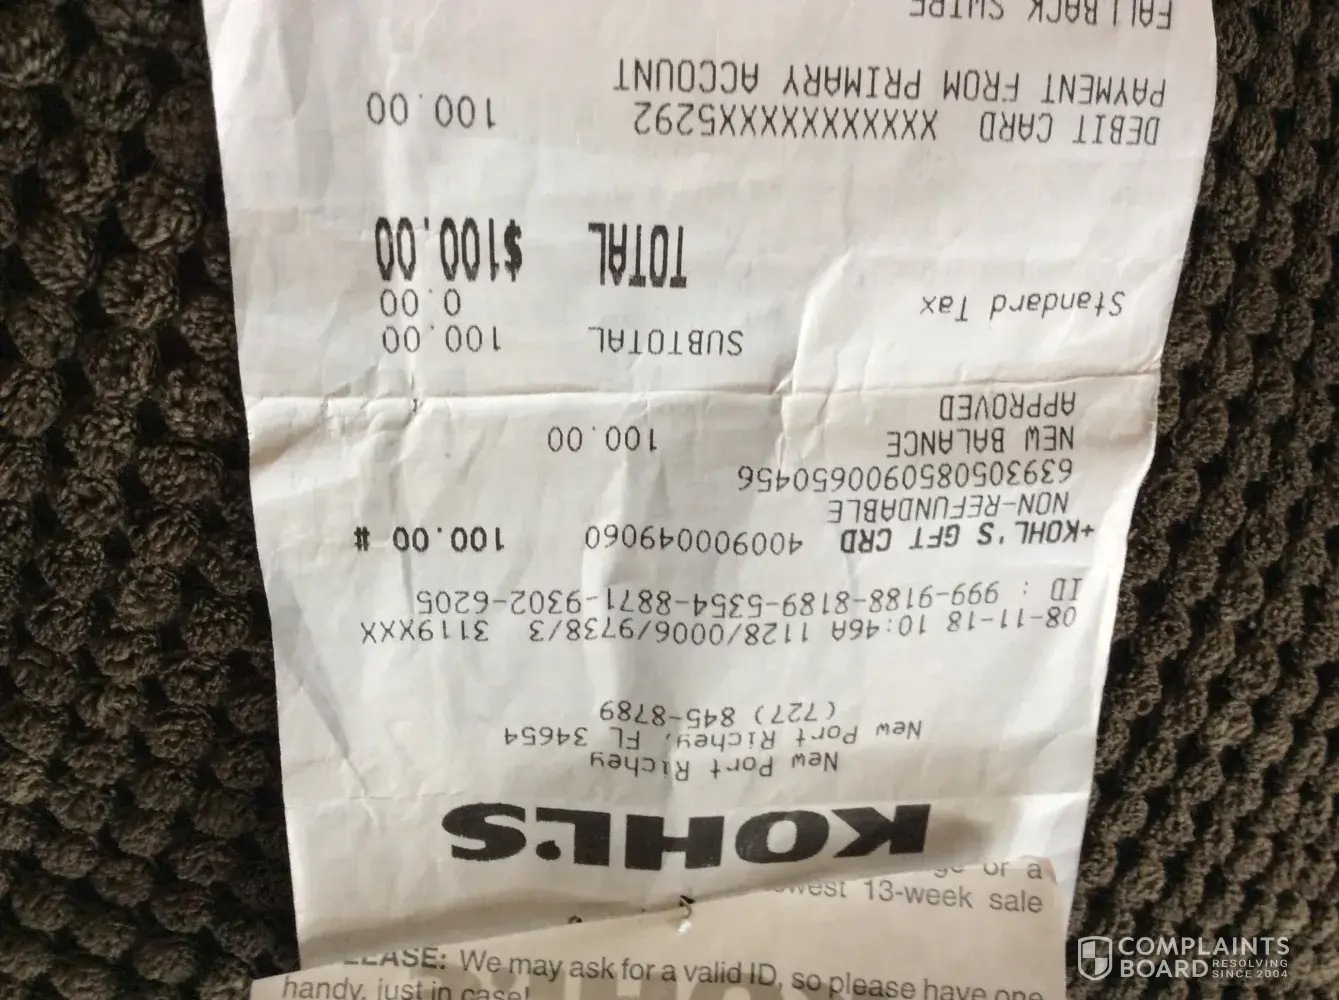 KOHL'S
New Port Richey
New Port Richey, FL 34654
(727) 845-8789
08-11-18 10:46A 1128/0006/9738/3 3119XXX
ID : 999-9188-8189-5354-8871-9302-6205
+KOHL'S GFT CRD 400900049060 100.00 #
NON-REFUNDABLE
6393050850900650456
NEW BALANCE 100.00
APPROVED
SUBTOTAL 100.00
Standard Tax 0.00
TOTAL $100.00
DEBIT CARD XXXXXXXXXXXX5292 100.00
PAYMENT FROM PRIMARY ACCOUNT
FALLBACK SWIPE
or a
13-week sale
We may ask for a valid ID, so please have one
handy, just in case!
COMPLAINTS
BOARD RESOLVING
SINCE 2004